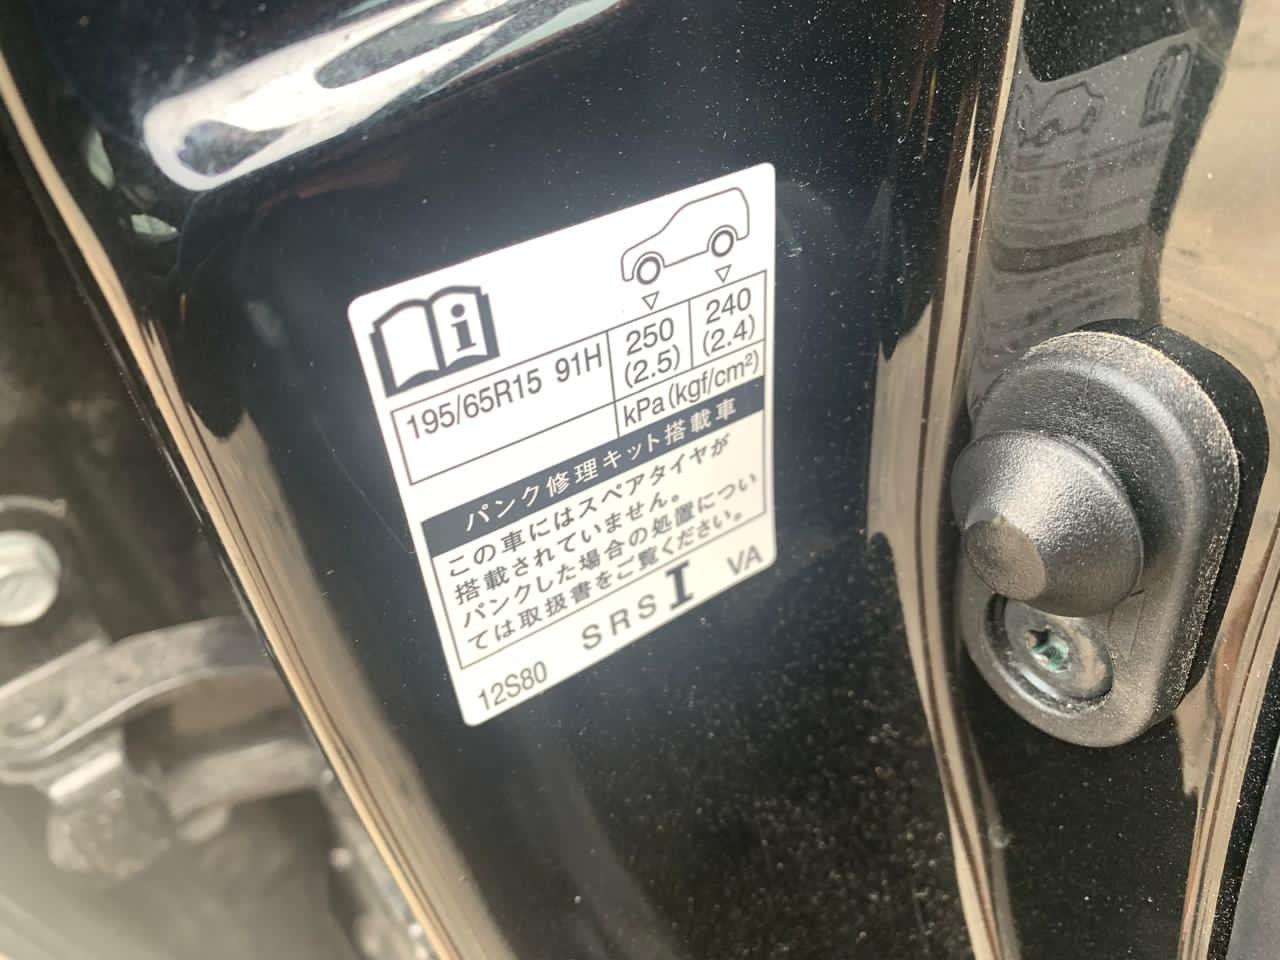 195/65R15 91H
250
(2.5)
240
(2.4)
kPa(kgf/cm²)
パンク修理キット搭載車
この車にはスペアタイヤが
搭載されていません。
パンクした場合の処置につい
ては取扱書をご覧ください。
SRS I VA
12S80